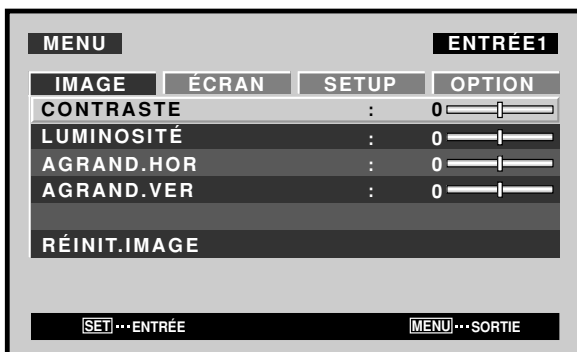 MENU ENTRÉE1
IMAGE ÉCRAN SETUP OPTION
CONTRASTE : 0
LUMINOSITÉ : 0
AGRAND.HOR : 0
AGRAND.VER : 0
RÉINIT.IMAGE
SET ··· ENTRÉE MENU ··· SORTIE